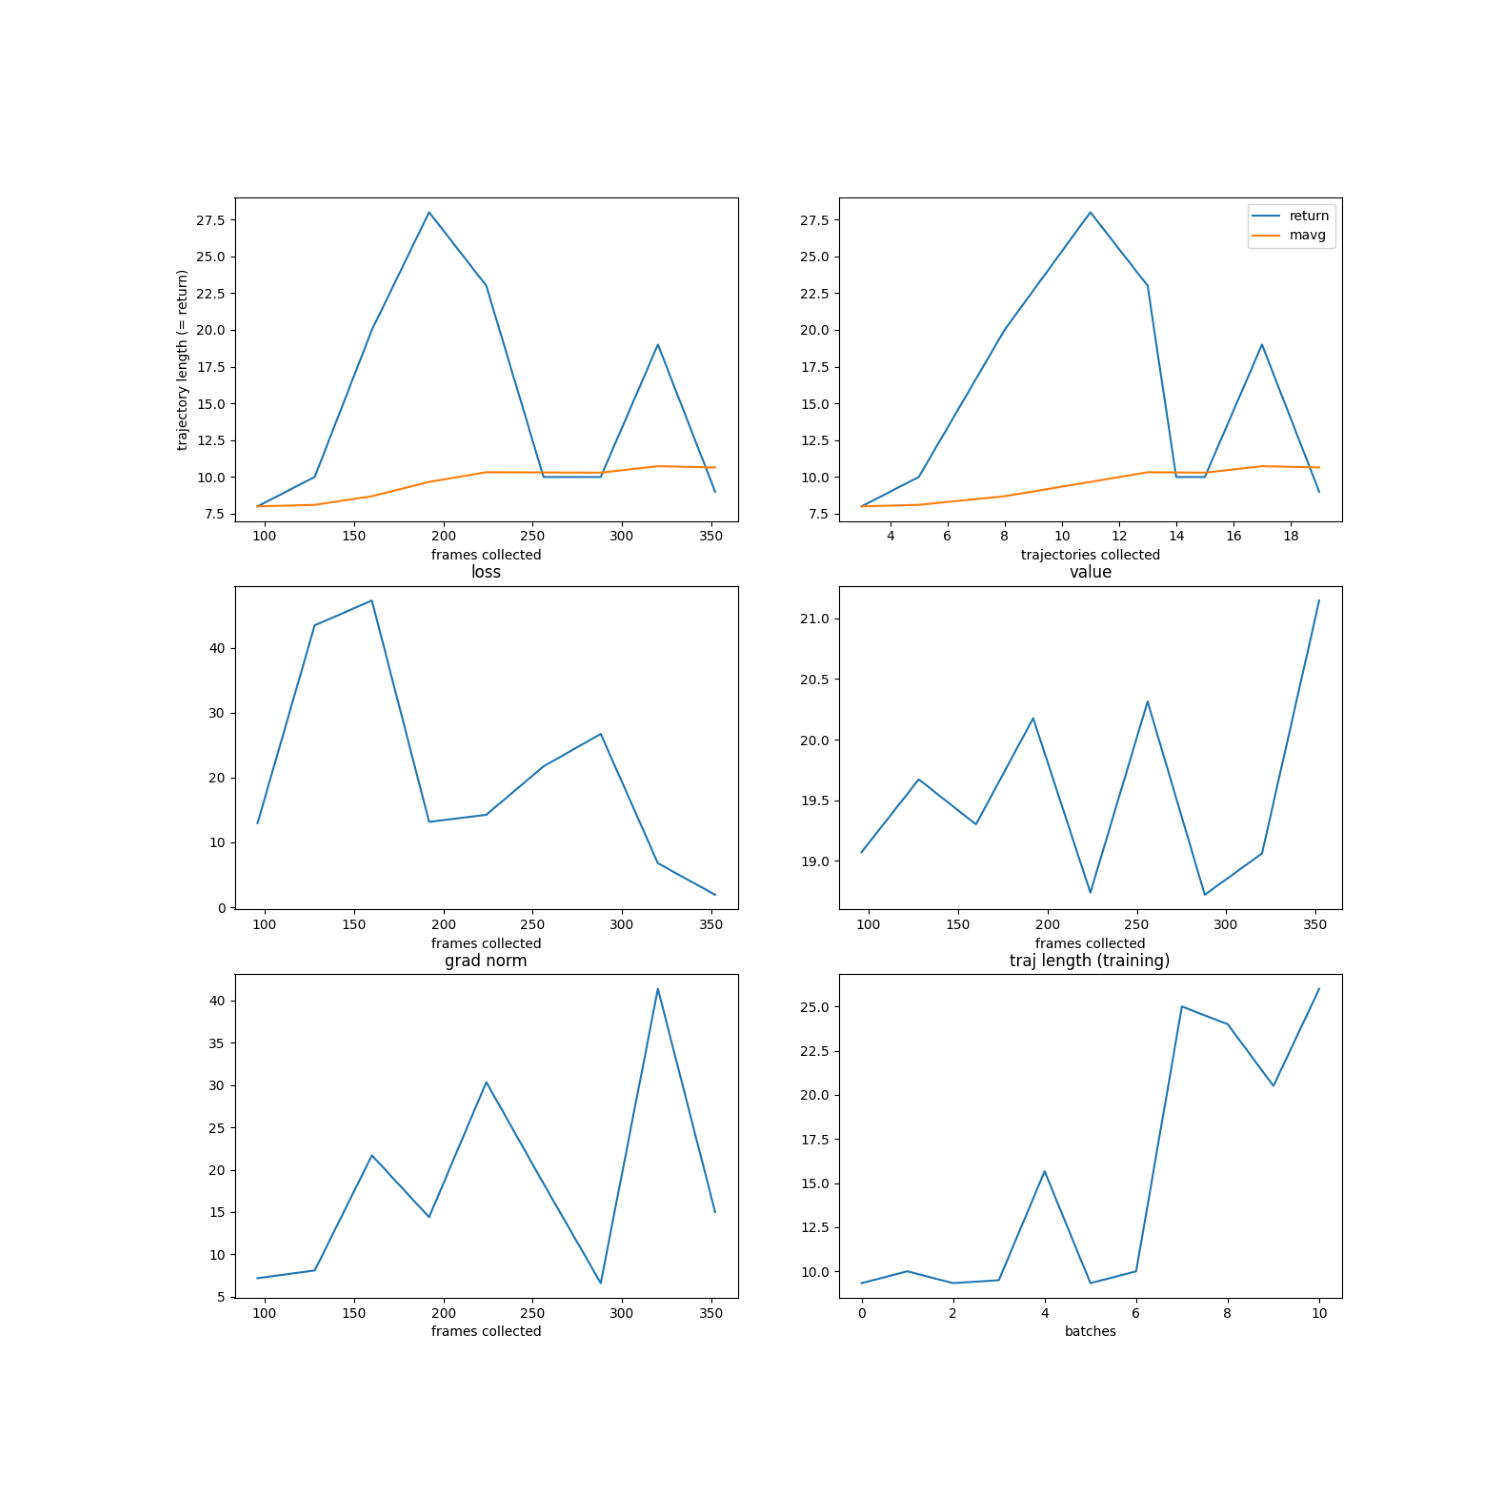 27.5
25.0
22.5
20.0
17.5
15.0
12.5
10.0
7.5
trajectory length (= return)
100 150 200 250 300 350
frames collected
27.5
25.0
22.5
20.0
17.5
15.0
12.5
10.0
7.5
return
mavg
4 6 8 10 12 14 16 18
trajectories collected
loss
40
30
20
10
0
100 150 200 250 300 350
frames collected
value
21.0
20.5
20.0
19.5
19.0
100 150 200 250 300 350
frames collected
grad norm
40
35
30
25
20
15
10
5
100 150 200 250 300 350
frames collected
traj length (training)
25.0
22.5
20.0
17.5
15.0
12.5
10.0
0 2 4 6 8 10
batches